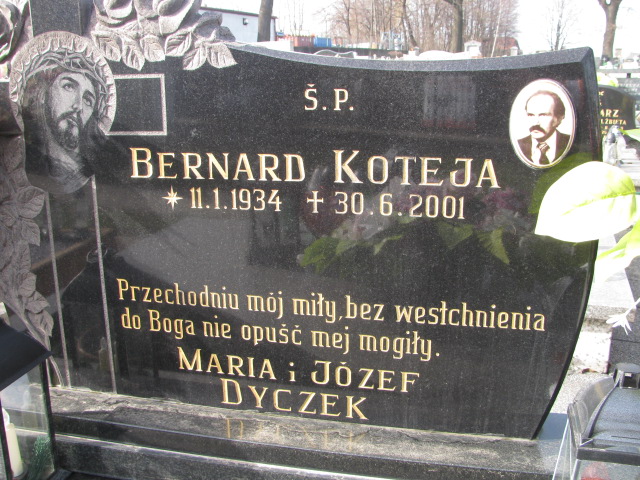 Ś.P.
BERNARD KOTEJA
* 11.1.1934 + 30.6.2001
Przechodniu mój miły, bez westchnienia
do Boga nie opuść mej mogiły.
MARIA i JÓZEF
DYCZEK
ARZ